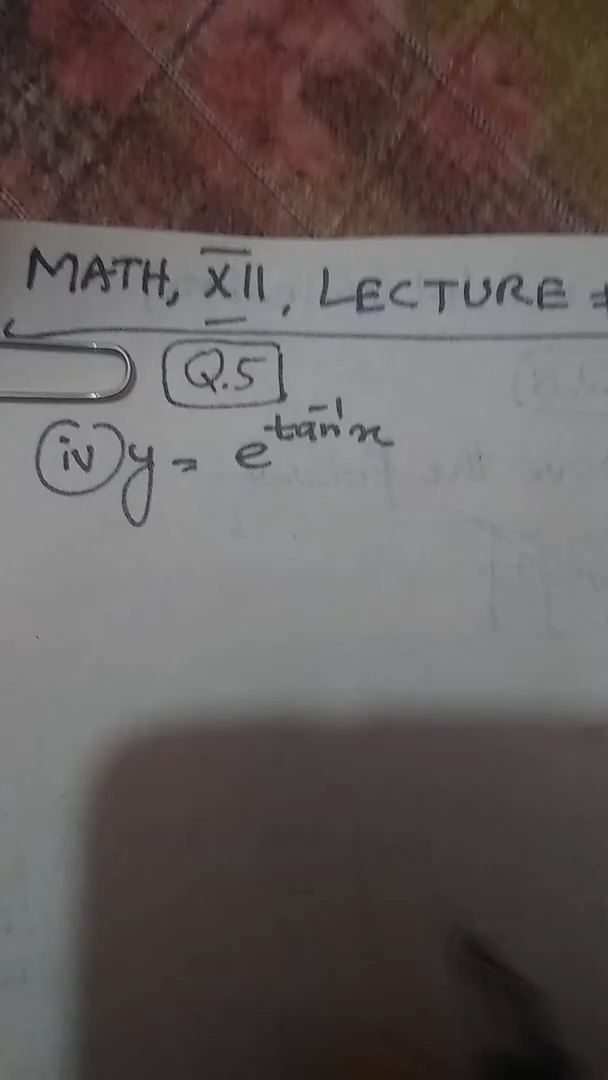 MATH, XII, LECTURE #
Q.5
(iv) y = e^tan⁻¹x